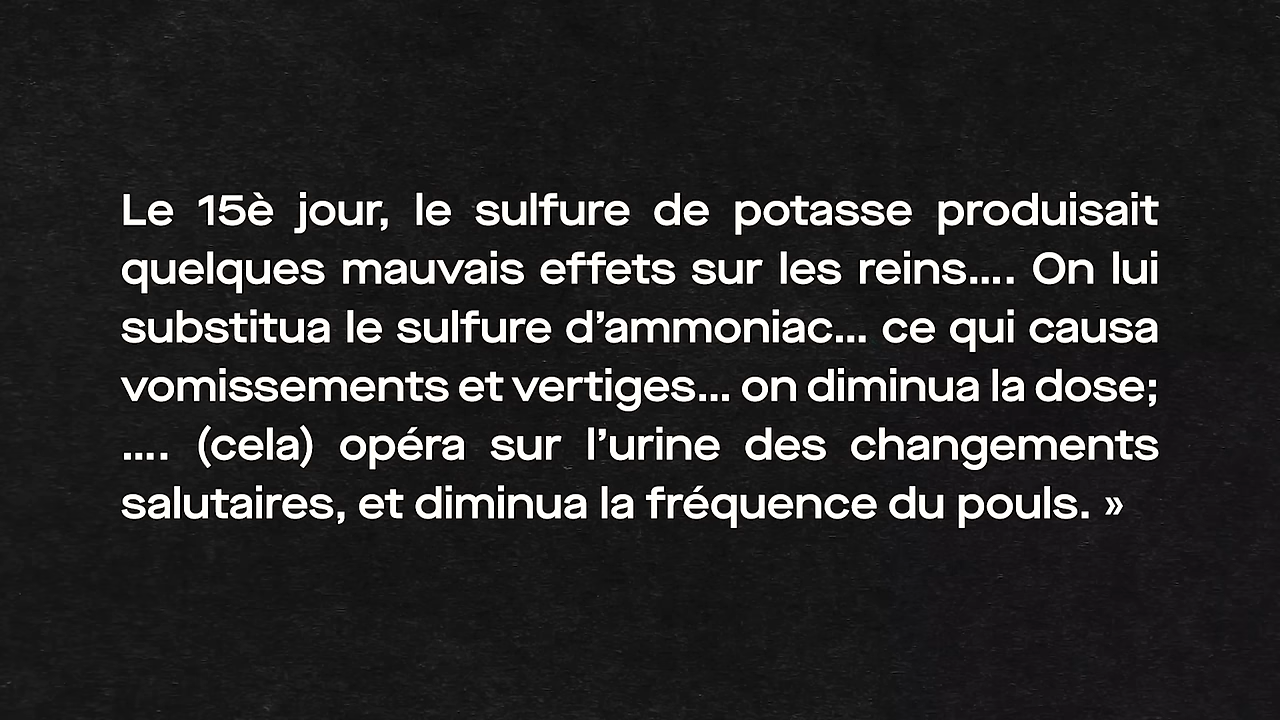 Le 15è jour, le sulfure de potasse produisait
quelques mauvais effets sur les reins.... On lui
substitua le sulfure d’ammoniac... ce qui causa
vomissements et vertiges... on diminua la dose;
.... (cela) opéra sur l’urine des changements
salutaires, et diminua la fréquence du pouls. »